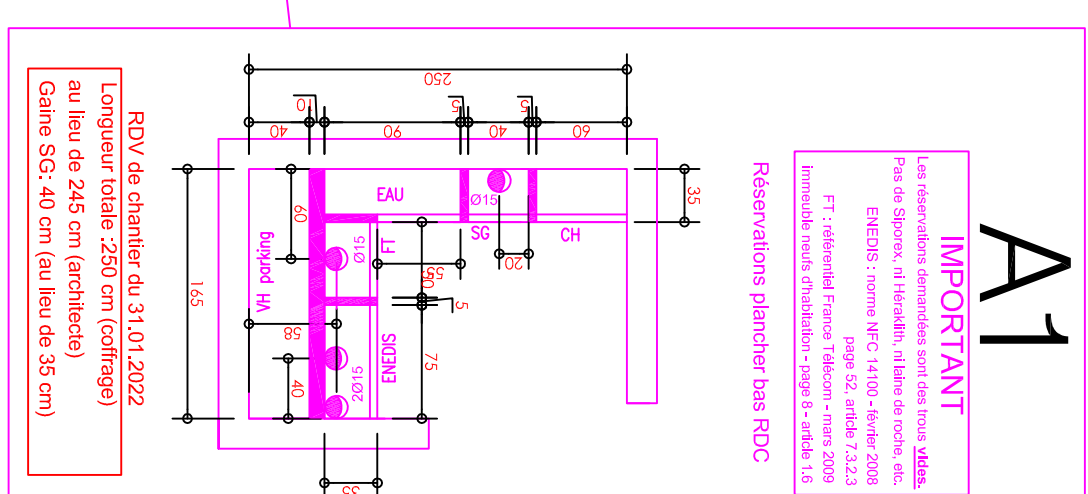 A1
IMPORTANT
Les réservations demandées sont des trous vides.
Pas de Siporex, ni Héraklith, ni laine de roche, etc.
ENEDIS : norme NFC 14100 - février 2008
page 52, article 7.3.2.3
FT : référentiel France Télécom - mars 2009
immeuble neufs d'habitation - page 8 - article 1.6
Réservations plancher bas RDC
250
40
10
90
5
40
5
60
35
EAU
Ø15
SG
CH
20
60
Ø15
FT
55
5
VH parking
165
58
40
2Ø15
ENEDIS
75
35
RDV de chantier du 31.01.2022
Longueur totale :250 cm (coffrage)
au lieu de 245 cm (architecte)
Gaine SG: 40 cm (au lieu de 35 cm)